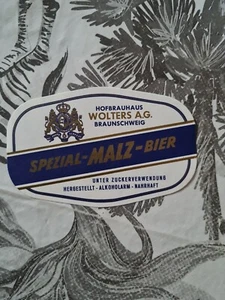 HOFBRAUHAUS
WOLTERS A.G.
BRAUNSCHWEIG
SPEZIAL-MALZ-BIER
UNTER ZUCKERVERWENDUNG
HERGESTELLT - ALKOHOLARM - NAHRHAFT